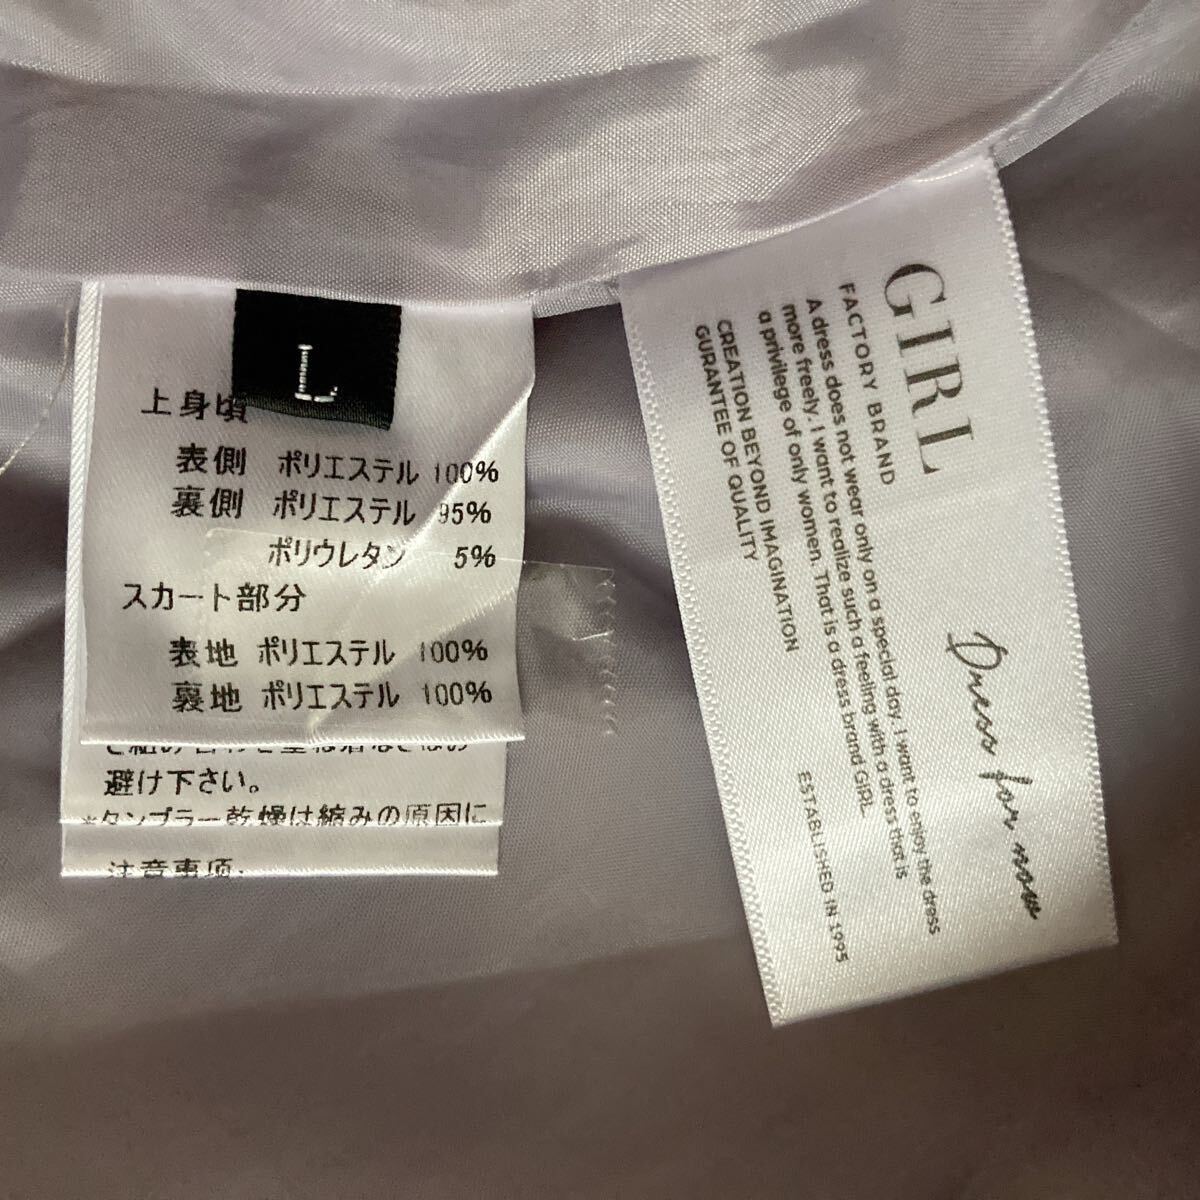 L
上身頃
表側 ポリエステル 100%
裏側 ポリエステル 95%
ポリウレタン 5%
スカート部分
表地 ポリエステル 100%
裏地 ポリエステル 100%
避け下さい。
*タンブラー乾燥は縮みの原因に
注意事項:
GIRL
FACTORY BRAND
A dress does not wear only on a special day. I want to enjoy the dress
more freely. I want to realize such a feeling with a dress that is
a privilege of only women. That is a dress brand GIRL
CREATION BEYOND IMAGINATION
GURANTEE OF QUALITY
ESTABLISHED IN 1995
Dress for now